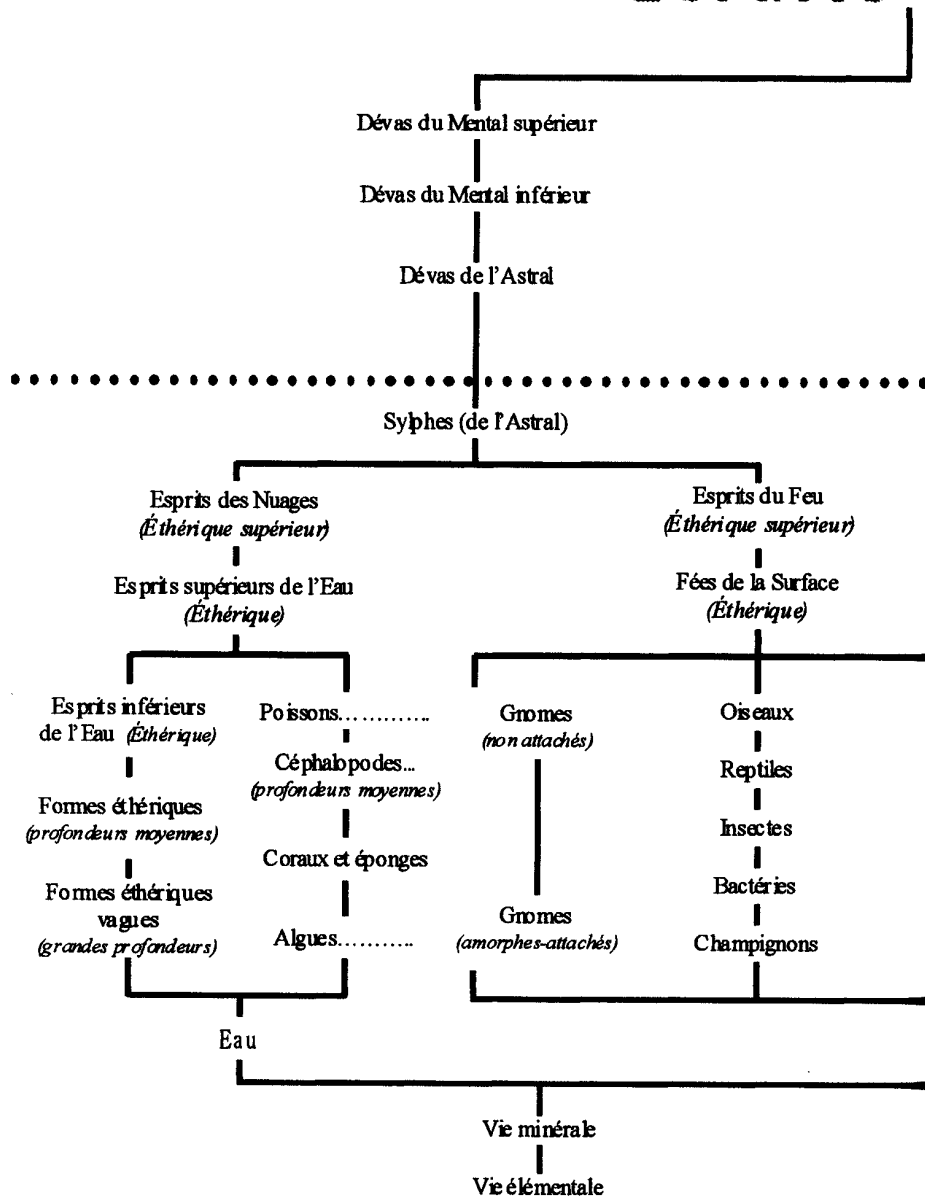 Dévas du Mental supérieur
Dévas du Mental inférieur
Dévas de l'Astral
Sylphes (de l'Astral)
Esprits des Nuages
(Éthérique supérieur)
Esprits supérieurs de l'Eau
(Éthérique)
Esprits du Feu
(Éthérique supérieur)
Fées de la Surface
(Éthérique)
Esprits inférieurs
de l'Eau (Éthérique)
Formes éthériques
(profondeurs moyennes)
Formes éthériques
vagues
(grandes profondeurs)
Poissons.............
Céphalopodes...
(profondeurs moyennes)
Coraux et éponges
Algues...........
Gnomes
(non attachés)
Gnomes
(amorphes-attachés)
Oiseaux
Reptiles
Insectes
Bactéries
Champignons
Eau
Vie minérale
Vie élémentale